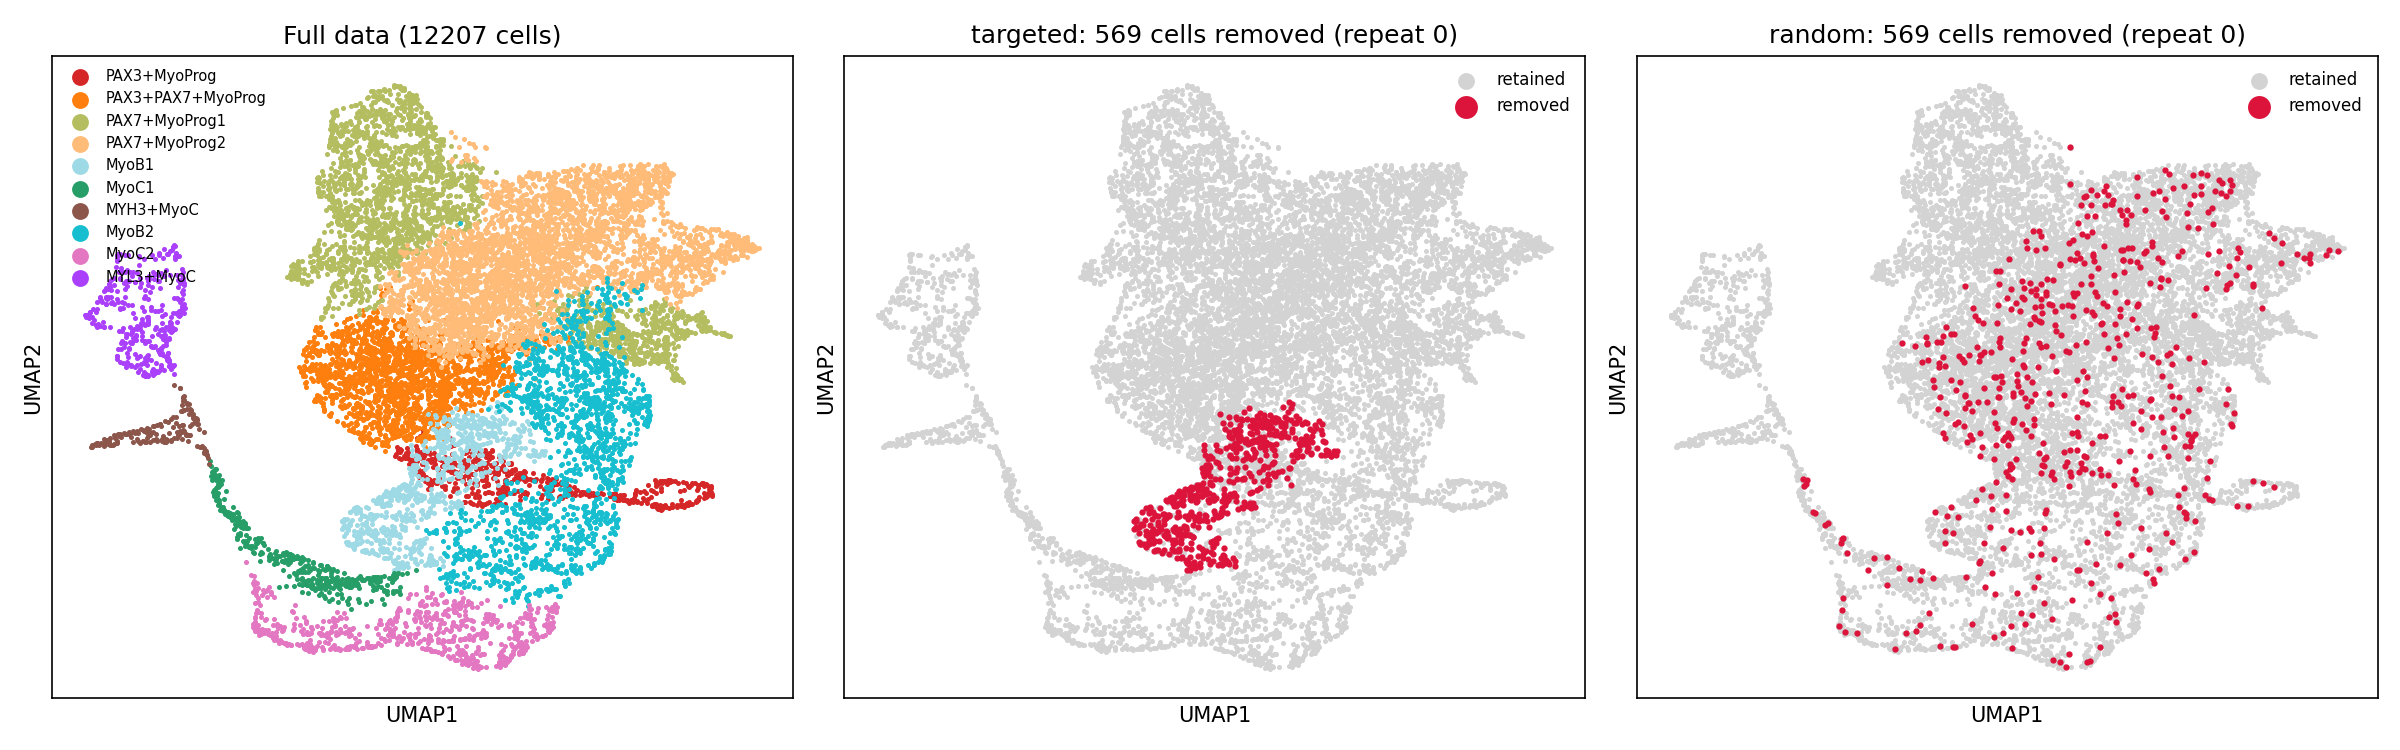 Full data (12207 cells)
PAX3+MyoProg
PAX3+PAX7+MyoProg
PAX7+MyoProg1
PAX7+MyoProg2
MyoB1
MyoC1
MYH3+MyoC
MyoB2
MyoC2
MYL3+MyoC
UMAP2
UMAP1
targeted: 569 cells removed (repeat 0)
retained
removed
UMAP2
UMAP1
random: 569 cells removed (repeat 0)
retained
removed
UMAP2
UMAP1